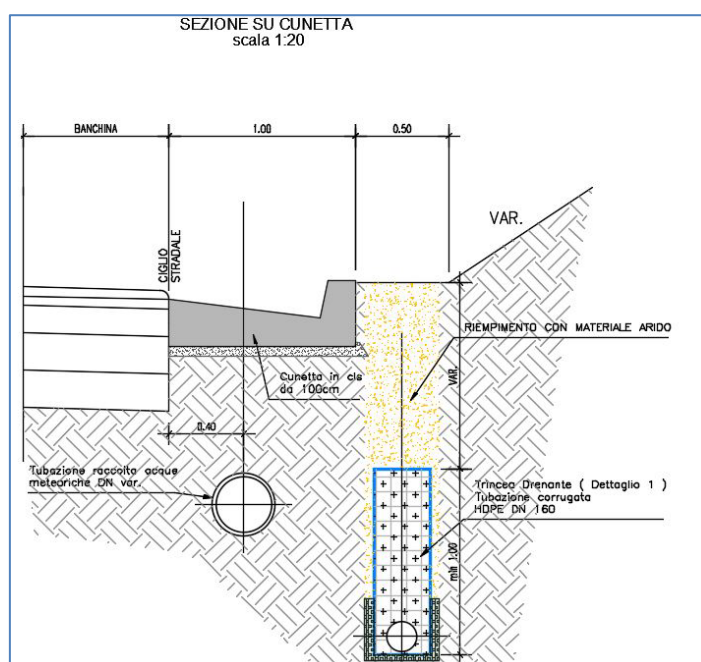 SEZIONE SU CUNETTA
scala 1:20
BANCHINA
1.00
0.50
CIGLIO
STRADALE
VAR.
RIEMPIMENTO CON MATERIALE ARIDO
VAR.
Cunetta in cls
da 100cm
0.40
Tubazione raccolta acque
meteoriche DN var.
Trincea Drenante ( Dettaglio 1 )
Tubazione corrugata
HDPE DN 160
min 1.00